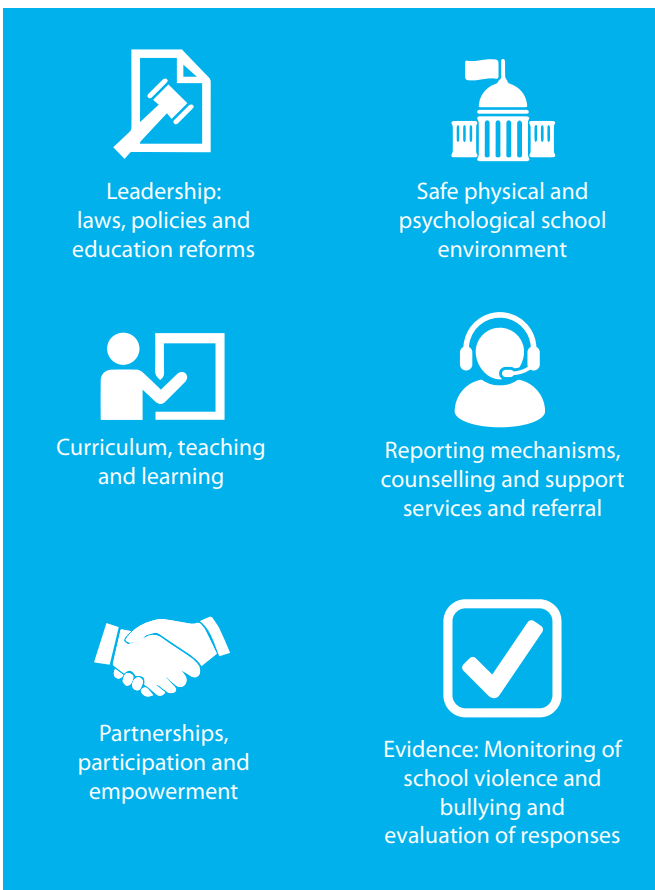 Leadership:
laws, policies and
education reforms
Safe physical and
psychological school
environment
Curriculum, teaching
and learning
Reporting mechanisms,
counselling and support
services and referral
Partnerships,
participation and
empowerment
Evidence: Monitoring of
school violence and
bullying and
evaluation of responses